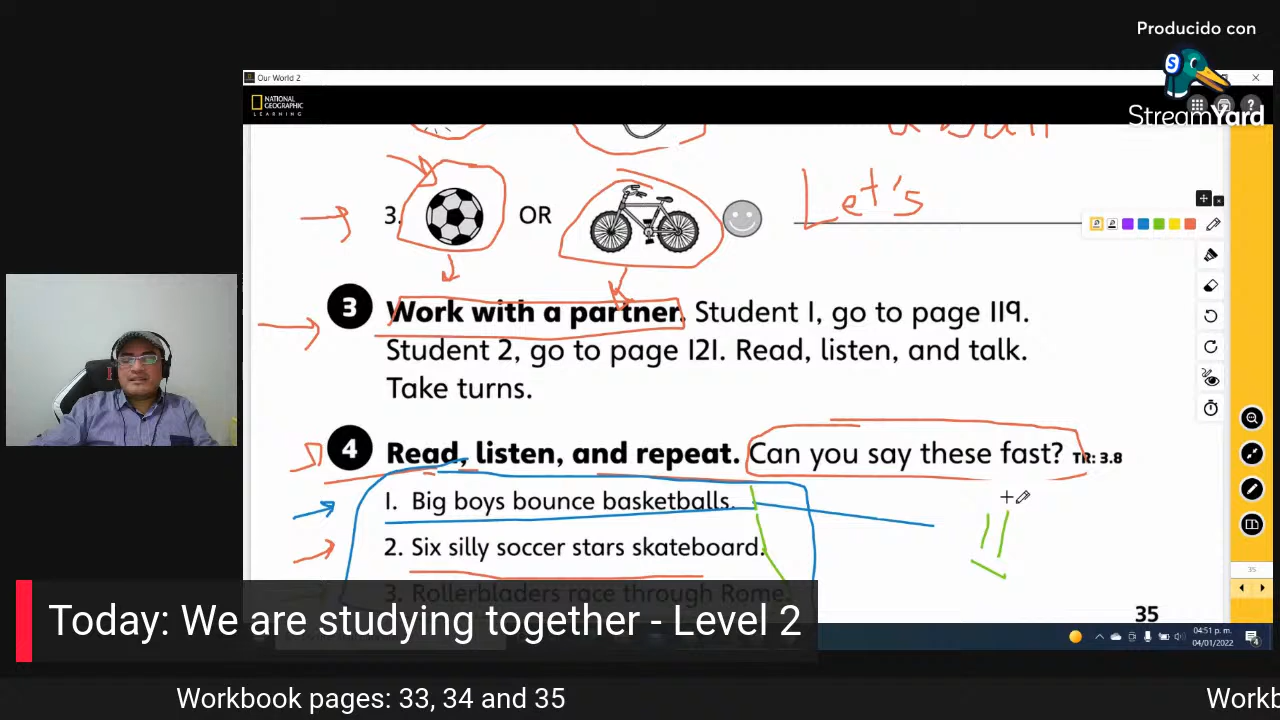 Producido con
StreamYard
Our World 2
NATIONAL GEOGRAPHIC LEARNING
a ball
3. OR Let's
3 Work with a partner. Student 1, go to page 119.
Student 2, go to page 121. Read, listen, and talk.
Take turns.
4 Read, listen, and repeat. Can you say these fast? TR: 3.8
1. Big boys bounce basketballs.
2. Six silly soccer stars skateboard.
3. Rollerbladers race through Rome.
35
35
Today: We are studying together - Level 2
04:51 p. m.
04/01/2022
Workbook pages: 33, 34 and 35
Workb